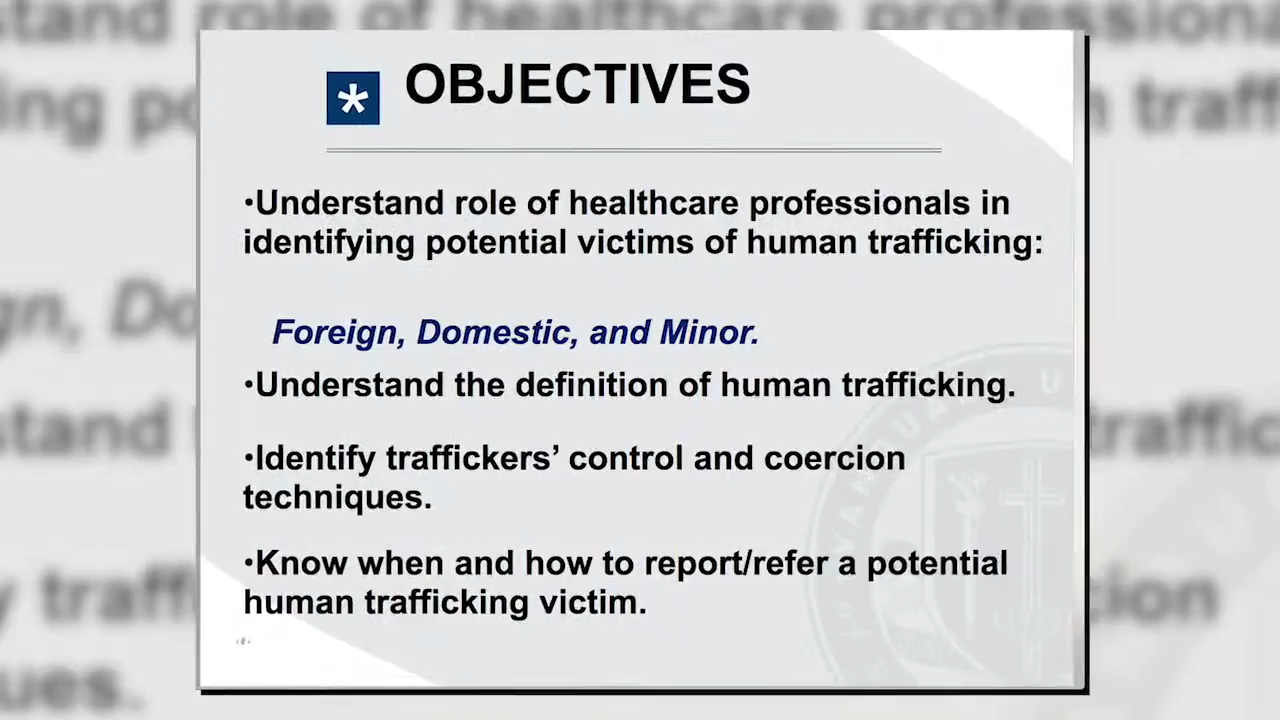 * OBJECTIVES
•Understand role of healthcare professionals in
identifying potential victims of human trafficking:
Foreign, Domestic, and Minor.
•Understand the definition of human trafficking.
•Identify traffickers’ control and coercion
techniques.
•Know when and how to report/refer a potential
human trafficking victim.